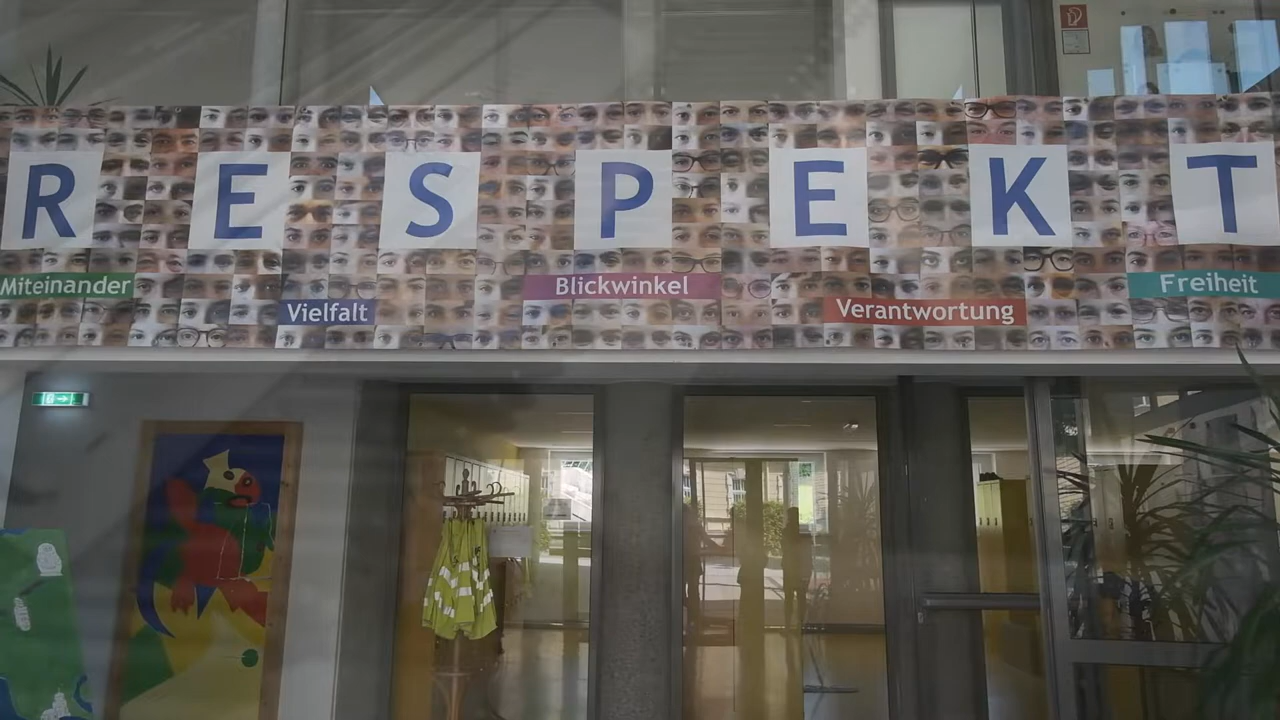 RESPEKT
Miteinander
Vielfalt
Blickwinkel
Verantwortung
Freiheit